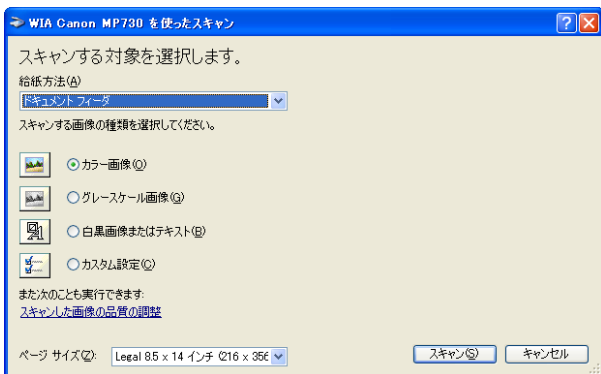 WIA Canon MP730 を使ったスキャン
スキャンする対象を選択します。
給紙方法(A)
ドキュメント フィーダ
スキャンする画像の種類を選択してください。
カラー画像(O)
グレースケール画像(G)
白黒画像またはテキスト(B)
カスタム設定(C)
また次のことも実行できます:
スキャンした画像の品質の調整
ページ サイズ(Z): Legal 8.5 x 14 インチ (216 x 356
スキャン(S) キャンセル